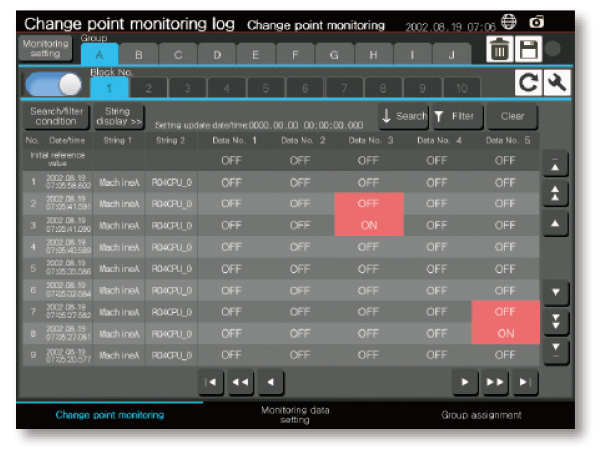 Change point monitoring log Change point monitoring 2002.08.19 07:06
Monitoring setting Group
A B C D E F G H I J
Block No.
1 2 3 4 5 6 7 8 9 10
Search/filter condition String display >> Setting update date/time:0000.00.00 00:00:00.000 Search Filter Clear
No. Date/time String 1 String 2 Data No. 1 Data No. 2 Data No. 3 Data No. 4 Data No. 5
Initial reference value OFF OFF OFF OFF OFF
1 2002.08.19 07:05:58.602 MachineA R04CPU_0 OFF OFF OFF OFF OFF
2 2002.08.19 07:05:41.591 MachineA R04CPU_0 OFF OFF OFF OFF OFF
3 2002.08.19 07:05:41.090 MachineA R04CPU_0 OFF OFF ON OFF OFF
4 2002.08.19 07:05:40.589 MachineA R04CPU_0 OFF OFF OFF OFF OFF
5 2002.08.19 MachineA R04CPU_0 OFF OFF OFF OFF OFF
6 2002.08.19 MachineA R04CPU_0 OFF OFF OFF OFF OFF
7 2002.08.19 07:05:27.582 MachineA R04CPU_0 OFF OFF OFF OFF OFF
8 2002.08.19 07:05:27.081 MachineA R04CPU_0 OFF OFF OFF OFF ON
9 2002.08.19 07:05:20.577 MachineA R04CPU_0 OFF OFF OFF OFF OFF
Change point monitoring Monitoring data setting Group assignment